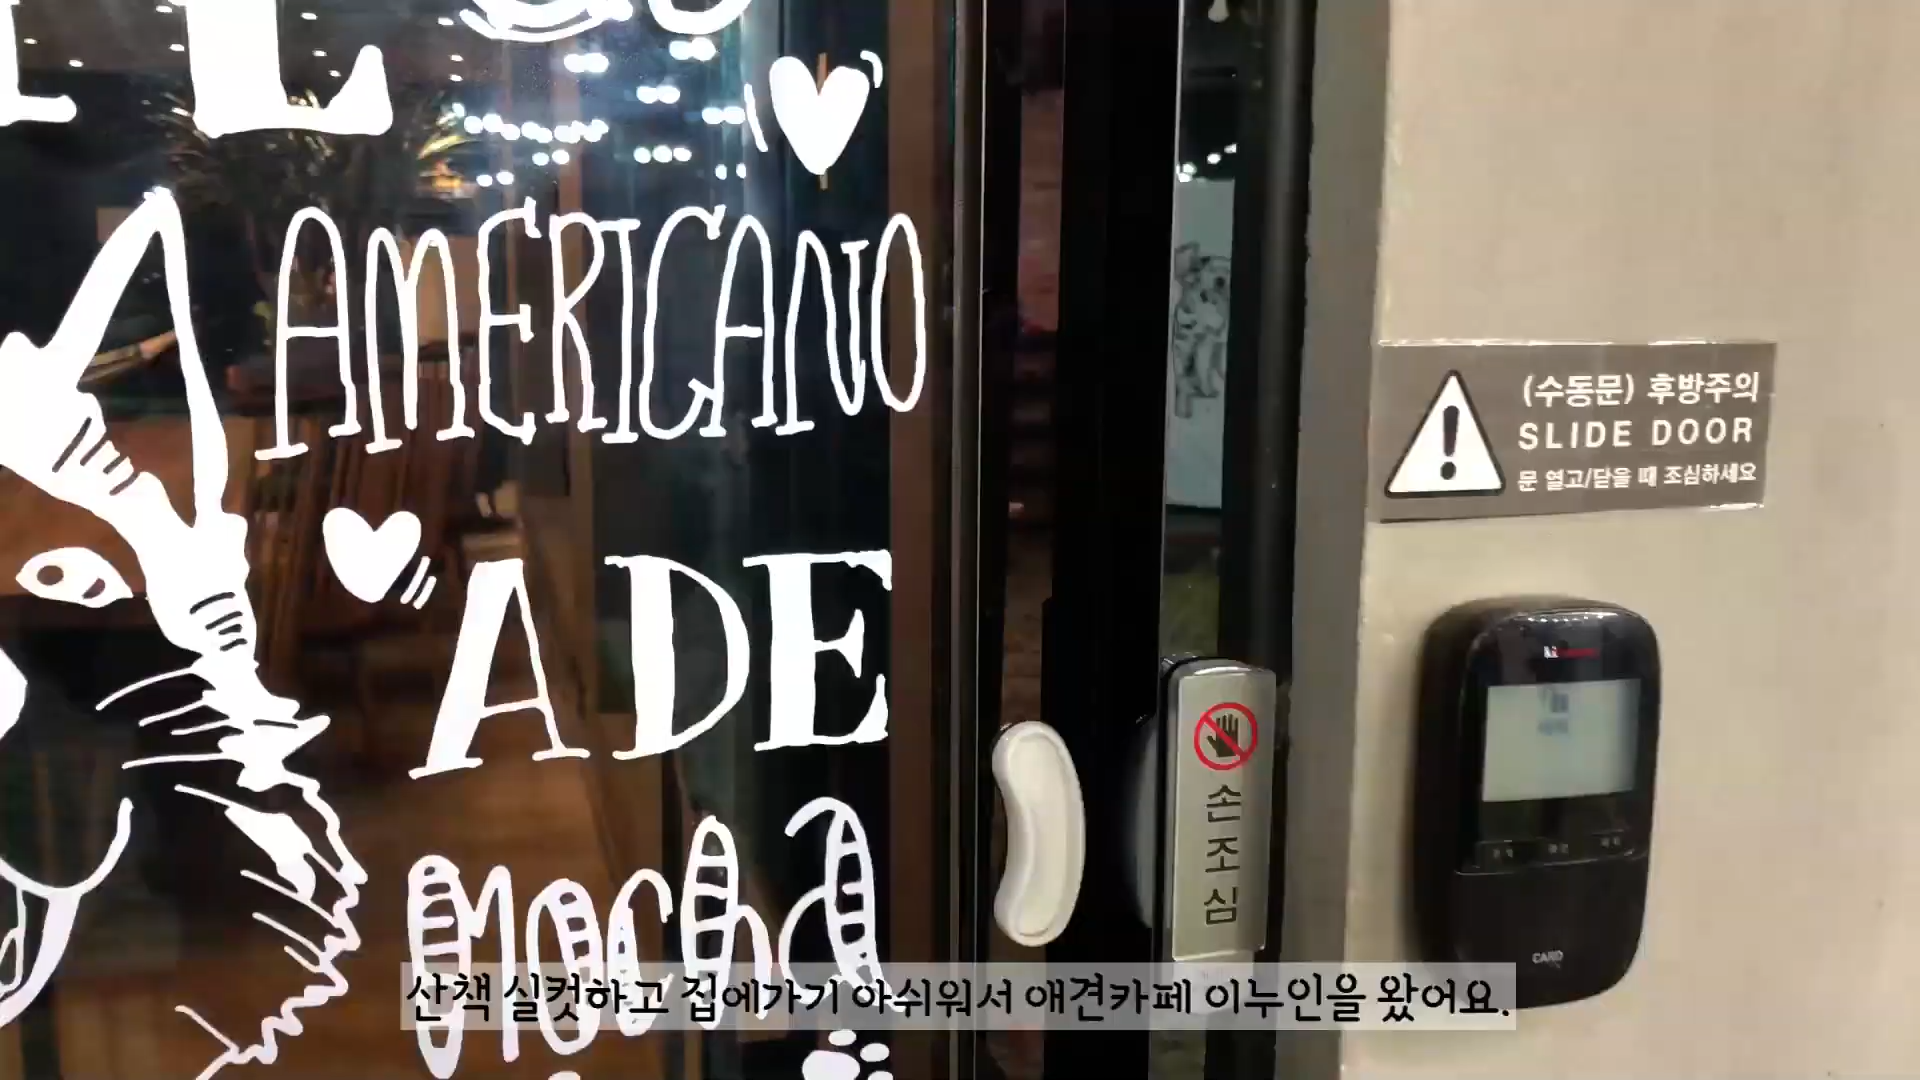 AMERICANO
ADE
Mocha
(수동문) 후방주의
SLIDE DOOR
문 열고/닫을 때 조심하세요
손
조
심
CARD
산책 실컷하고 집에가기 아쉬워서 애견카페 이누인을 왔어요.